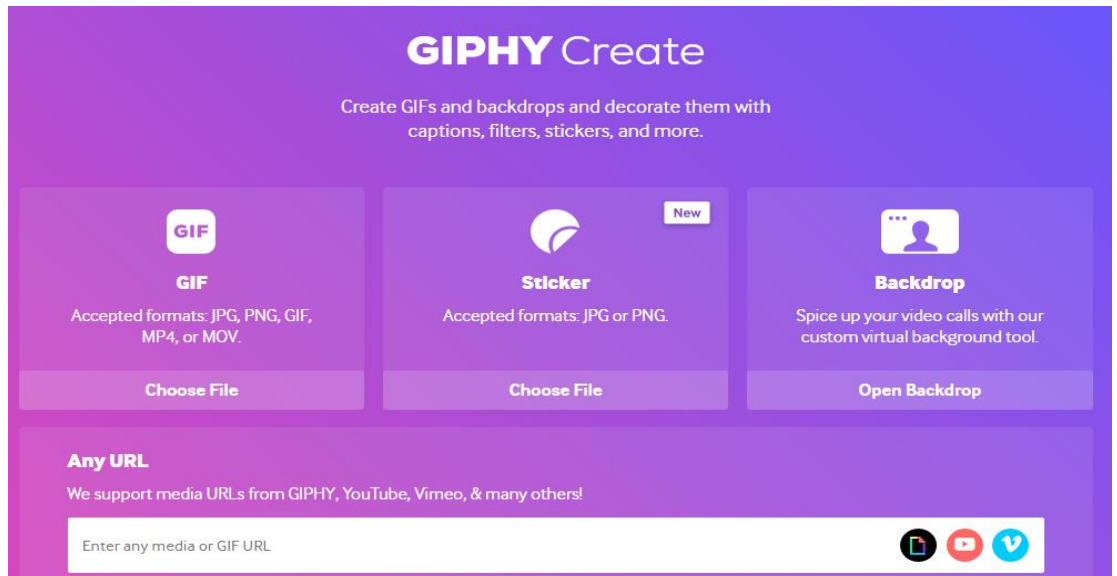 GIPHY Create
Create GIFs and backdrops and decorate them with
captions, filters, stickers, and more.
GIF
GIF
Accepted formats: JPG, PNG, GIF,
MP4, or MOV.
Choose File
New
Sticker
Accepted formats: JPG or PNG.
Choose File
Backdrop
Spice up your video calls with our
custom virtual background tool.
Open Backdrop
Any URL
We support media URLs from GIPHY, YouTube, Vimeo, & many others!
Enter any media or GIF URL